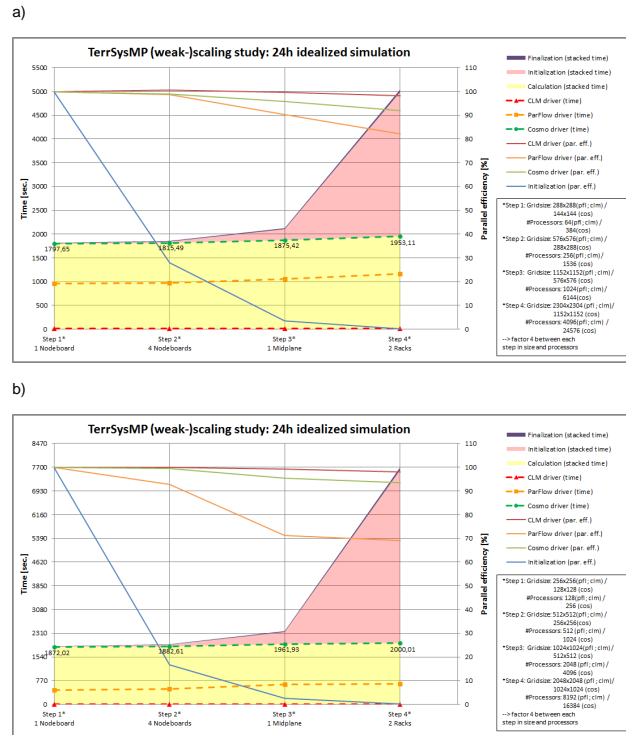 a)
TerrSysMP (weak-)scaling study: 24h idealized simulation
5500
5000
4500
4000
3500
3000
2500
2000
1500
1000
500
0
Time [sec.]
110
100
90
80
70
60
50
40
30
20
10
0
Parallel efficiency [%]
1797,65
1815,49
1875,42
1953,11
Step 1*
1 Nodeboard
Step 2*
4 Nodeboards
Step 3*
1 Midplane
Step 4*
2 Racks
Finalization (stacked time)
Initialization (stacked time)
Calculation (stacked time)
CLM driver (time)
ParFlow driver (time)
Cosmo driver (time)
CLM driver (par. eff.)
ParFlow driver (par. eff.)
Cosmo driver (par. eff.)
Initialization (par. eff.)
*Step 1: Gridsize: 288x288(pfl; clm) /
144x144 (cos)
#Processors: 64(pfl; clm) /
384(cos)
*Step 2: Gridsize: 576x576(pfl; clm) /
288x288(cos)
#Processors: 256(pfl; clm) /
1536 (cos)
*Step3: Gridsize: 1152x1152(pfl; clm) /
576x576 (cos)
#Processors: 1024(pfl; clm) /
6144(cos)
*Step 4: Gridsize: 2304x2304 (pfl; clm) /
1152x1152 (cos)
#Processors: 4096(pfl; clm) /
24576 (cos)
--> factor 4 between each
step in size and processors
b)
TerrSysMP (weak-)scaling study: 24h idealized simulation
8470
7700
6930
6160
5390
4620
3850
3080
2310
1540
770
0
Time [sec.]
110
100
90
80
70
60
50
40
30
20
10
0
Parallel efficiency [%]
1872,02
1882,61
1961,93
2000,01
Step 1*
1 Nodeboard
Step 2*
4 Nodeboards
Step 3*
1 Midplane
Step 4*
2 Racks
Finalization (stacked time)
Initialization (stacked time)
Calculation (stacked time)
CLM driver (time)
ParFlow driver (time)
Cosmo driver (time)
CLM driver (par. eff.)
ParFlow driver (par. eff.)
Cosmo driver (par. eff.)
Initialization (par. eff.)
*Step 1: Gridsize: 256x256(pfl; clm) /
128x128 (cos)
#Processors: 128(pfl; clm) /
256 (cos)
*Step 2: Gridsize: 512x512(pfl; clm) /
256x256(cos)
#Processors: 512 (pfl; clm) /
1024 (cos)
*Step3: Gridsize: 1024x1024(pfl; clm) /
512x512 (cos)
#Processors: 2048 (pfl; clm) /
4096 (cos)
*Step 4: Gridsize: 2048x2048 (pfl; clm) /
1024x1024 (cos)
#Processors: 8192 (pfl; clm) /
16384 (cos)
--> factor 4 between each
step in size and processors